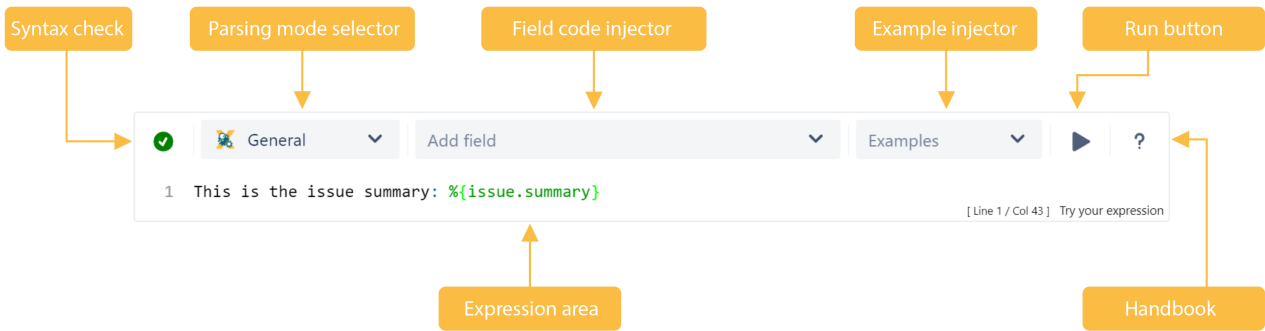 Syntax check
Parsing mode selector
Field code injector
Example injector
Run button
General
Add field
Examples
?
1 This is the issue summary: %{issue.summary}
[ Line 1 / Col 43 ] Try your expression
Expression area
Handbook